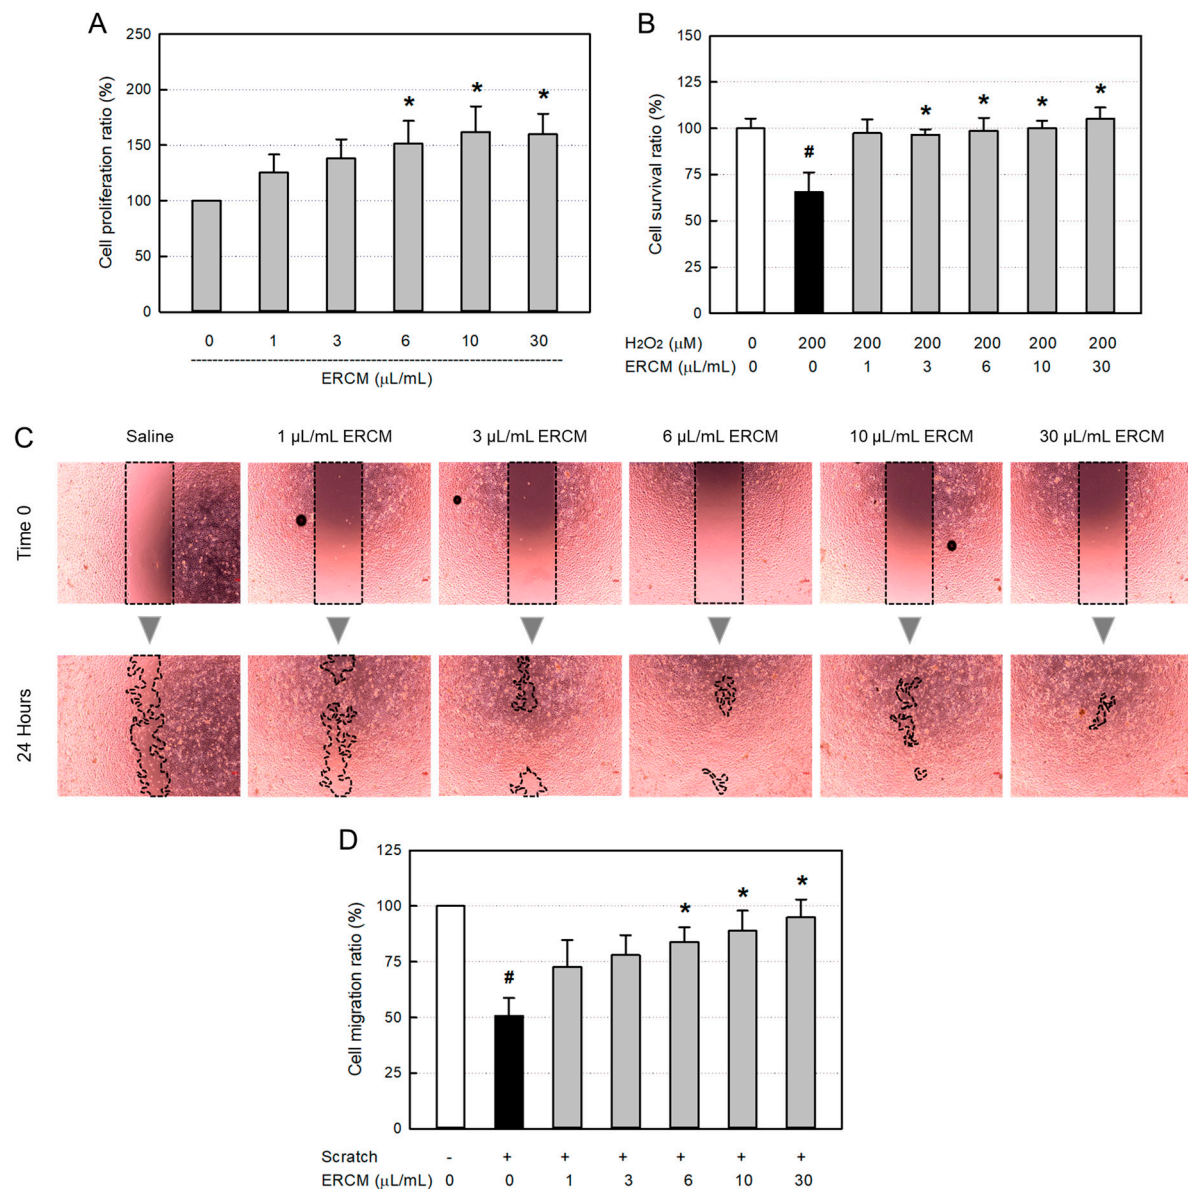 A
Cell proliferation ratio (%)
250
200
150
100
50
0
* * *
0 1 3 6 10 30
ERCM (µL/mL)
B
Cell survival ratio (%)
150
125
100
75
50
25
0
# * * * *
H2O2 (µM) 0 200 200 200 200 200 200
ERCM (µL/mL) 0 0 1 3 6 10 30
C
Saline 1 µL/mL ERCM 3 µL/mL ERCM 6 µL/mL ERCM 10 µL/mL ERCM 30 µL/mL ERCM
Time 0
24 Hours
D
Cell migration ratio (%)
125
100
75
50
25
0
# * * *
Scratch - + + + + + +
ERCM (µL/mL) 0 0 1 3 6 10 30